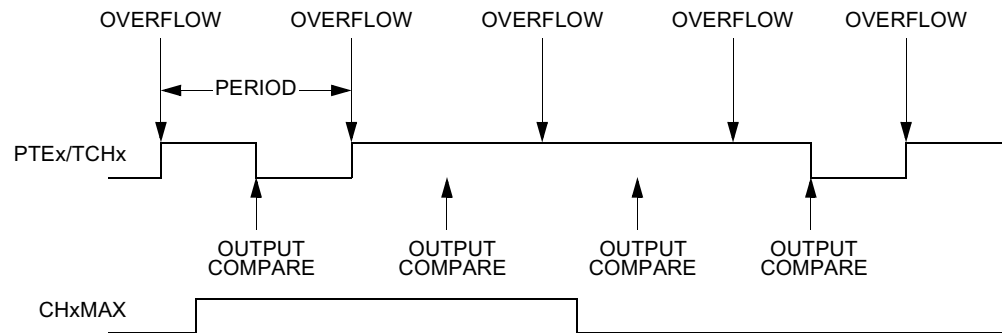 OVERFLOW OVERFLOW OVERFLOW OVERFLOW OVERFLOW
PERIOD
PTEx/TCHx
OUTPUT OUTPUT OUTPUT OUTPUT
COMPARE COMPARE COMPARE COMPARE
CHxMAX